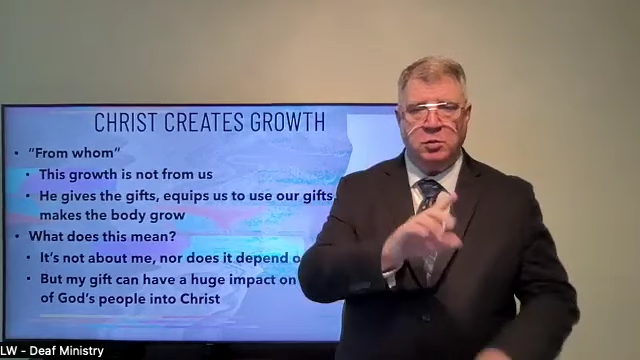 CHRIST CREATES GROWTH
• "From whom"
• This growth is not from us
• He gives the gifts, equips us to use our gifts,
makes the body grow
• What does this mean?
• It's not about me, nor does it depend o
• But my gift can have a huge impact on
of God's people into Christ
LW - Deaf Ministry